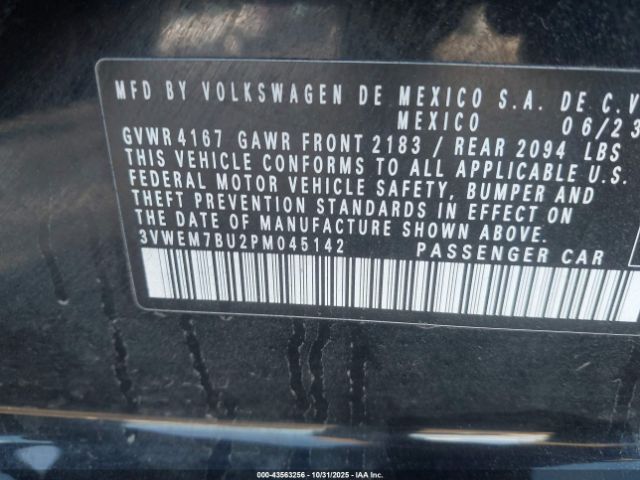 MFD BY VOLKSWAGEN DE MEXICO S.A. DE C.V
MEXICO 06/23
GVWR 4167 GAWR FRONT 2183 / REAR 2094 LBS
THIS VEHICLE CONFORMS TO ALL APPLICABLE U.S.
FEDERAL MOTOR VEHICLE SAFETY, BUMPER AND
THEFT PREVENTION STANDARDS IN EFFECT ON
THE DATE OF MANUFACTURE SHOWN ABOVE.
3VWEM7BU2PM045142 PASSENGER CAR
000-43563256 - 10/31/2025 - IAA Inc.